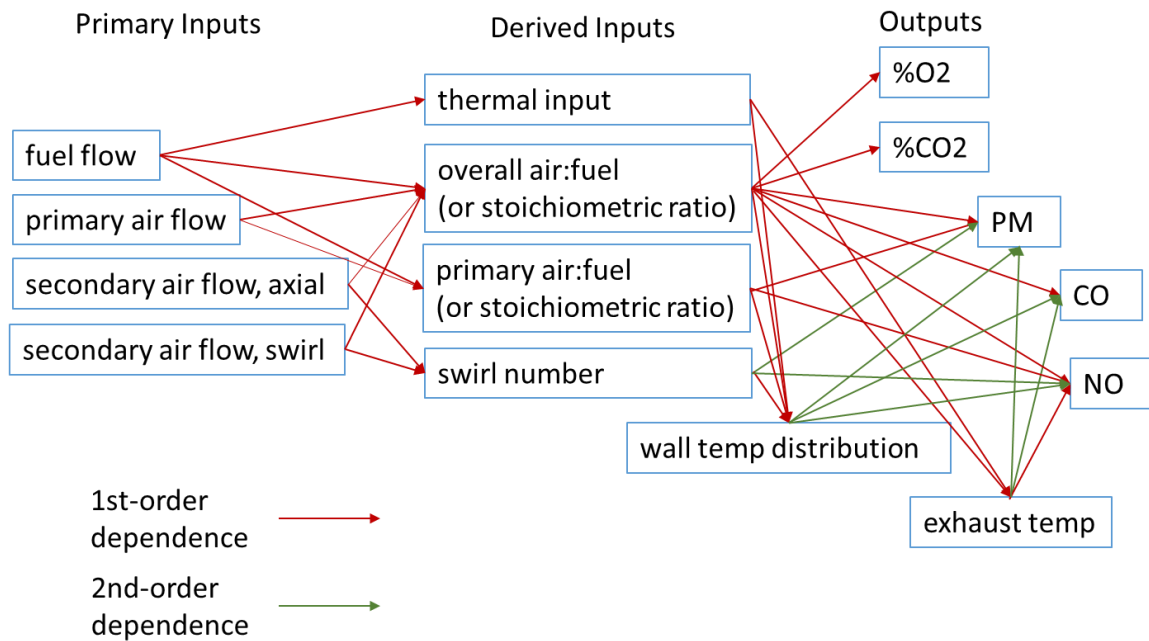 Primary Inputs
Derived Inputs
Outputs
fuel flow
primary air flow
secondary air flow, axial
secondary air flow, swirl
thermal input
overall air:fuel
(or stoichiometric ratio)
primary air:fuel
(or stoichiometric ratio)
swirl number
%O2
%CO2
PM
CO
NO
wall temp distribution
exhaust temp
1st-order
dependence
2nd-order
dependence